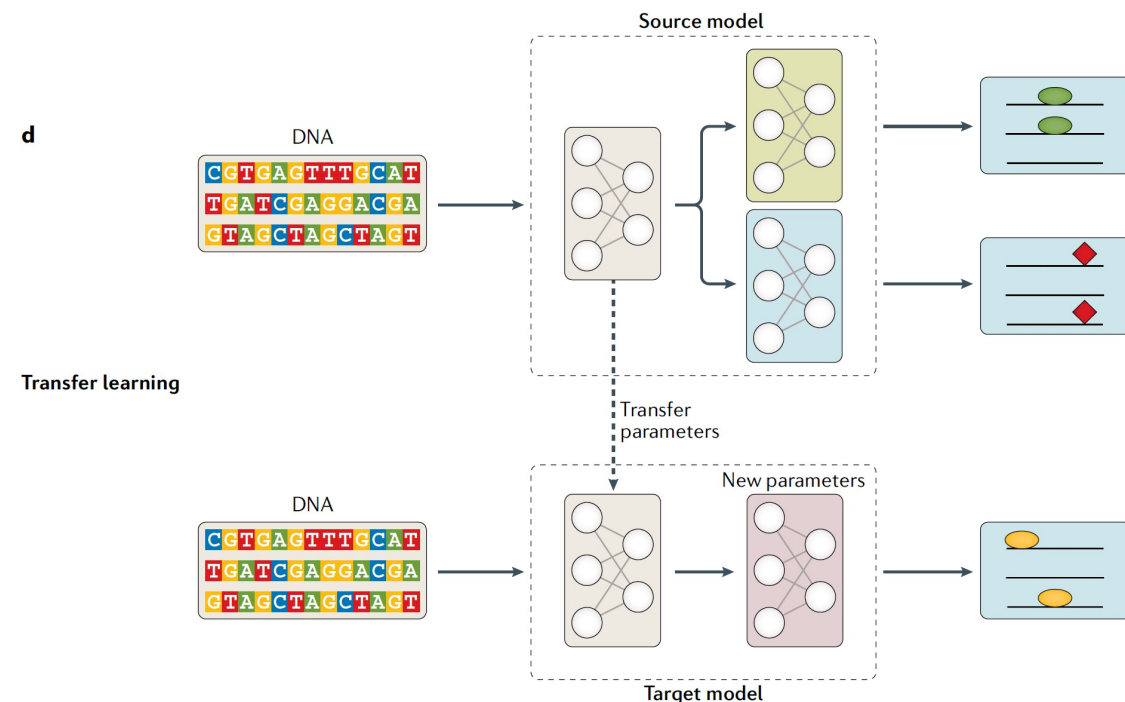 Source model
d
DNA
CGTGAGTTTGCAT
TGATCGAGGACGA
GTAGCTAGCTAGT
Transfer learning
Transfer
parameters
New parameters
DNA
CGTGAGTTTGCAT
TGATCGAGGACGA
GTAGCTAGCTAGT
Target model